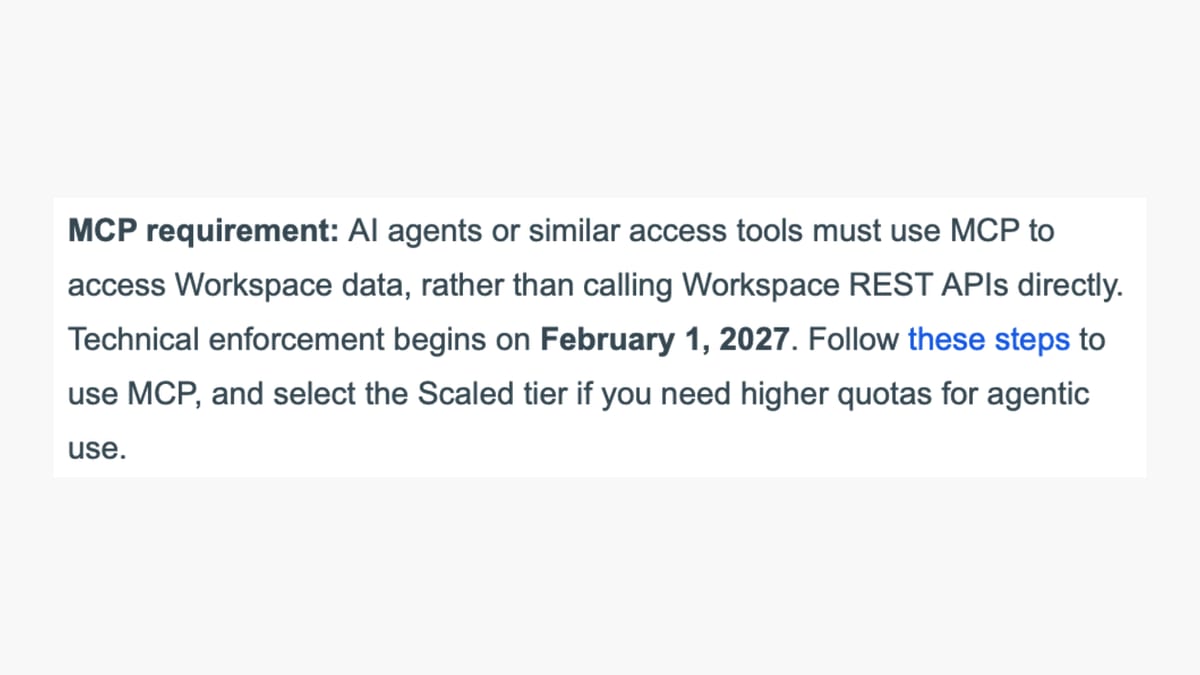 MCP requirement: AI agents or similar access tools must use MCP to
access Workspace data, rather than calling Workspace REST APIs directly.
Technical enforcement begins on February 1, 2027. Follow these steps to
use MCP, and select the Scaled tier if you need higher quotas for agentic
use.